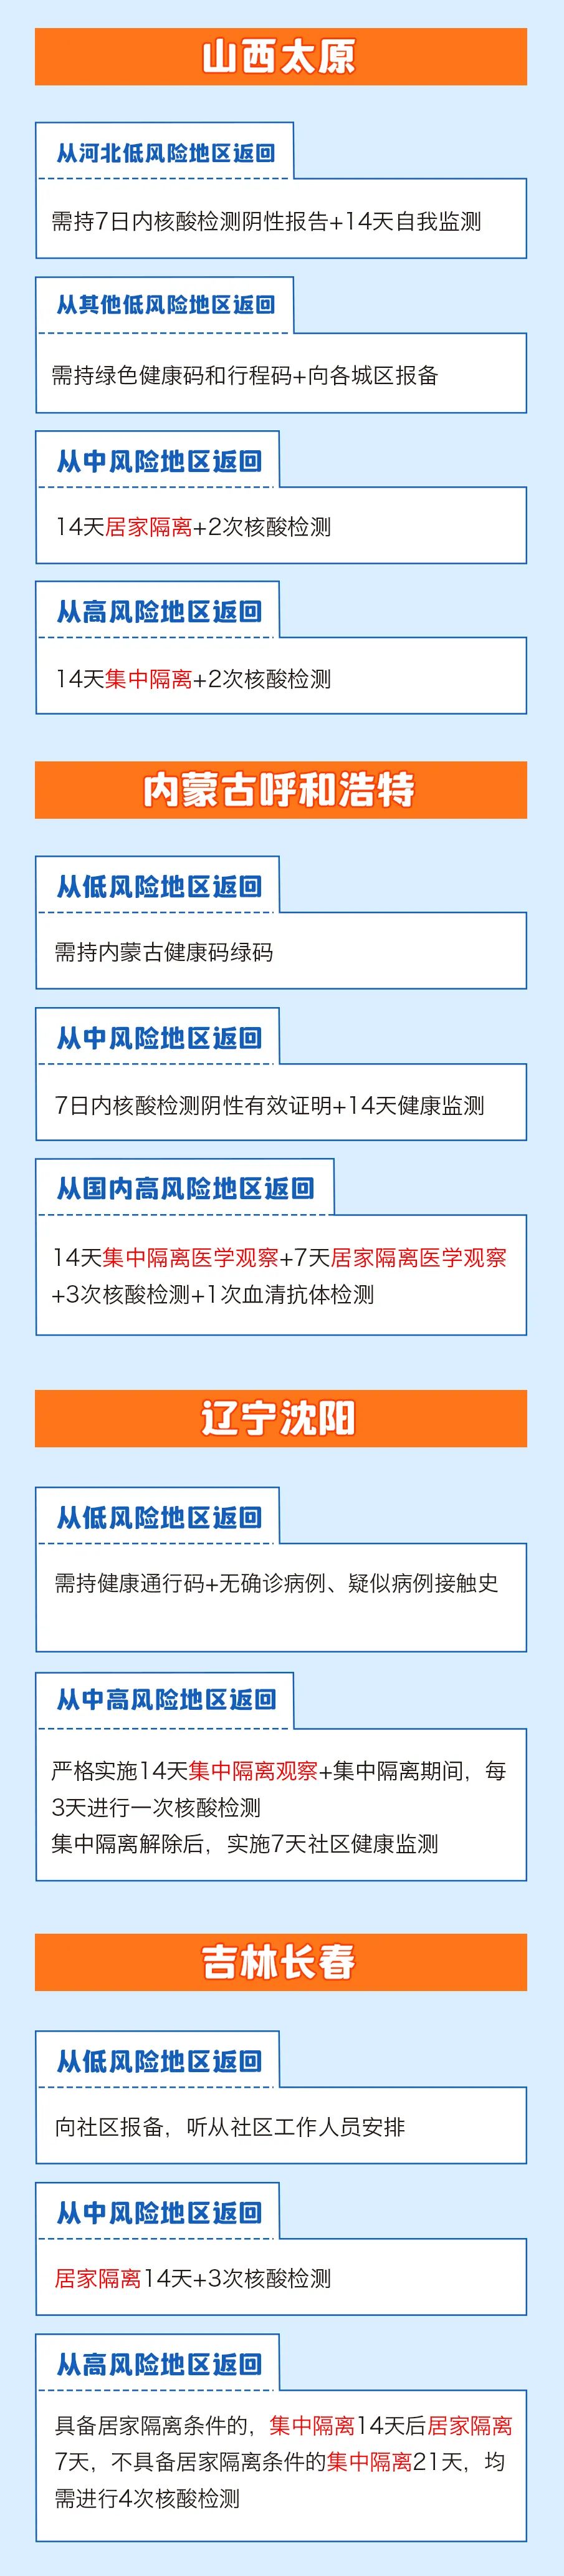 山西太原
从河北低风险地区返回
需持7日内核酸检测阴性报告+14天自我监测
从其他低风险地区返回
需持绿色健康码和行程码+向各城区报备
从中风险地区返回
14天居家隔离+2次核酸检测
从高风险地区返回
14天集中隔离+2次核酸检测
内蒙古呼和浩特
从低风险地区返回
需持内蒙古健康码绿码
从中风险地区返回
7日内核酸检测阴性有效证明+14天健康监测
从国内高风险地区返回
14天集中隔离医学观察+7天居家隔离医学观察
+3次核酸检测+1次血清抗体检测
辽宁沈阳
从低风险地区返回
需持健康通行码+无确诊病例、疑似病例接触史
从中高风险地区返回
严格实施14天集中隔离观察+集中隔离期间，每
3天进行一次核酸检测
集中隔离解除后，实施7天社区健康监测
吉林长春
从低风险地区返回
向社区报备，听从社区工作人员安排
从中风险地区返回
居家隔离14天+3次核酸检测
从高风险地区返回
具备居家隔离条件的，集中隔离14天后居家隔离
7天，不具备居家隔离条件的集中隔离21天，均
需进行4次核酸检测